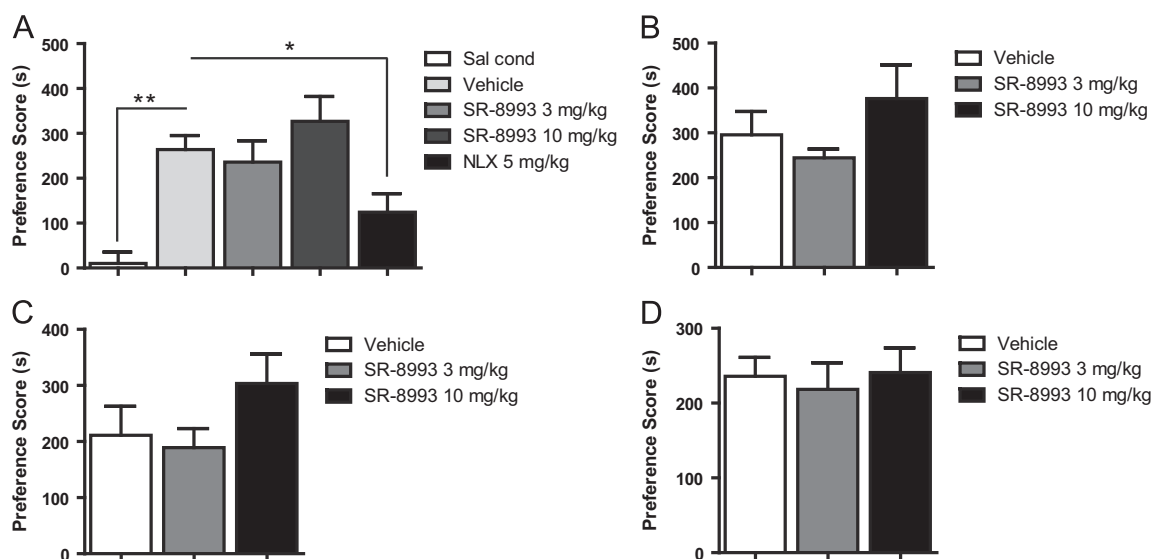 A
Preference Score (s)
500
400
300
200
100
0
**
*
Sal cond
Vehicle
SR-8993 3 mg/kg
SR-8993 10 mg/kg
NLX 5 mg/kg
B
Preference Score (s)
500
400
300
200
100
0
Vehicle
SR-8993 3 mg/kg
SR-8993 10 mg/kg
C
Preference Score (s)
400
300
200
100
0
Vehicle
SR-8993 3 mg/kg
SR-8993 10 mg/kg
D
Preference Score (s)
300
200
100
0
Vehicle
SR-8993 3 mg/kg
SR-8993 10 mg/kg